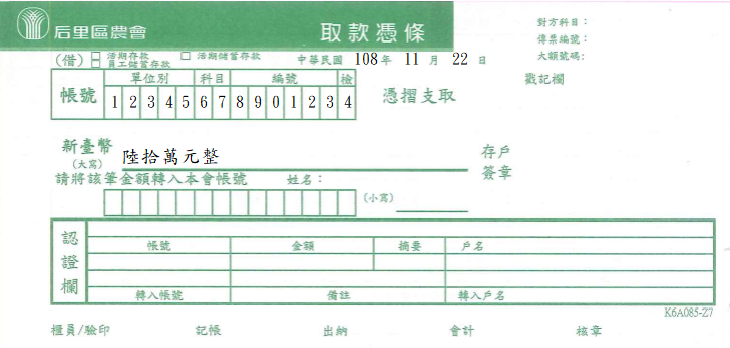 后里區農會 取款憑條
對方科目：
傳票編號：
大額號碼:
(借) 活期存款 活期儲蓄存款
員工儲蓄存款
中華民國 108年 11 月 22 日
戳記欄
帳號 單位別 科目 編號 檢
1 2 3 4 5 6 7 8 9 0 1 2 3 4
憑摺支取
新臺幣
(大寫)
陸拾萬元整
存戶
簽章
請將該筆金額轉入本會帳號 姓名：
(小寫)
認證欄
帳號 金額 摘要 戶名
轉入帳號 備註 轉入戶名
K6A085-Z7
櫃員/驗印 記帳 出納 會計 核章